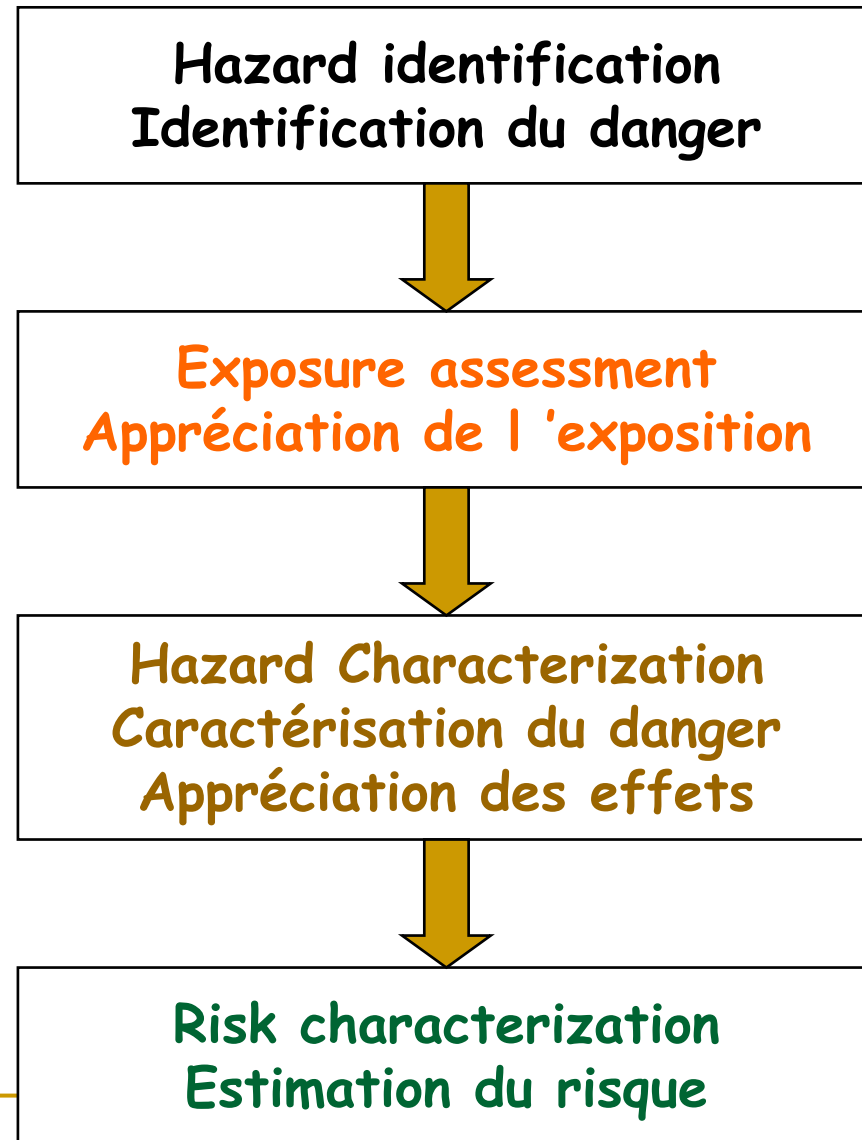 Hazard identification
Identification du danger
Exposure assessment
Appréciation de l ’exposition
Hazard Characterization
Caractérisation du danger
Appréciation des effets
Risk characterization
Estimation du risque